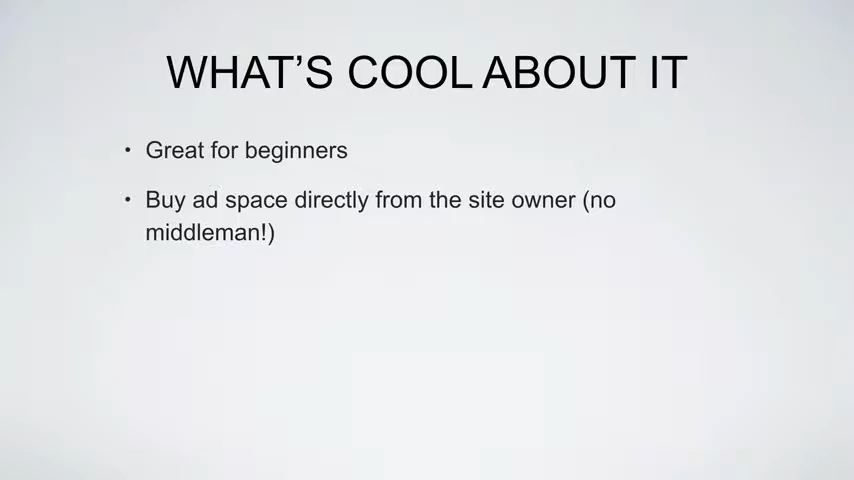 WHAT’S COOL ABOUT IT
• Great for beginners
• Buy ad space directly from the site owner (no
middleman!)